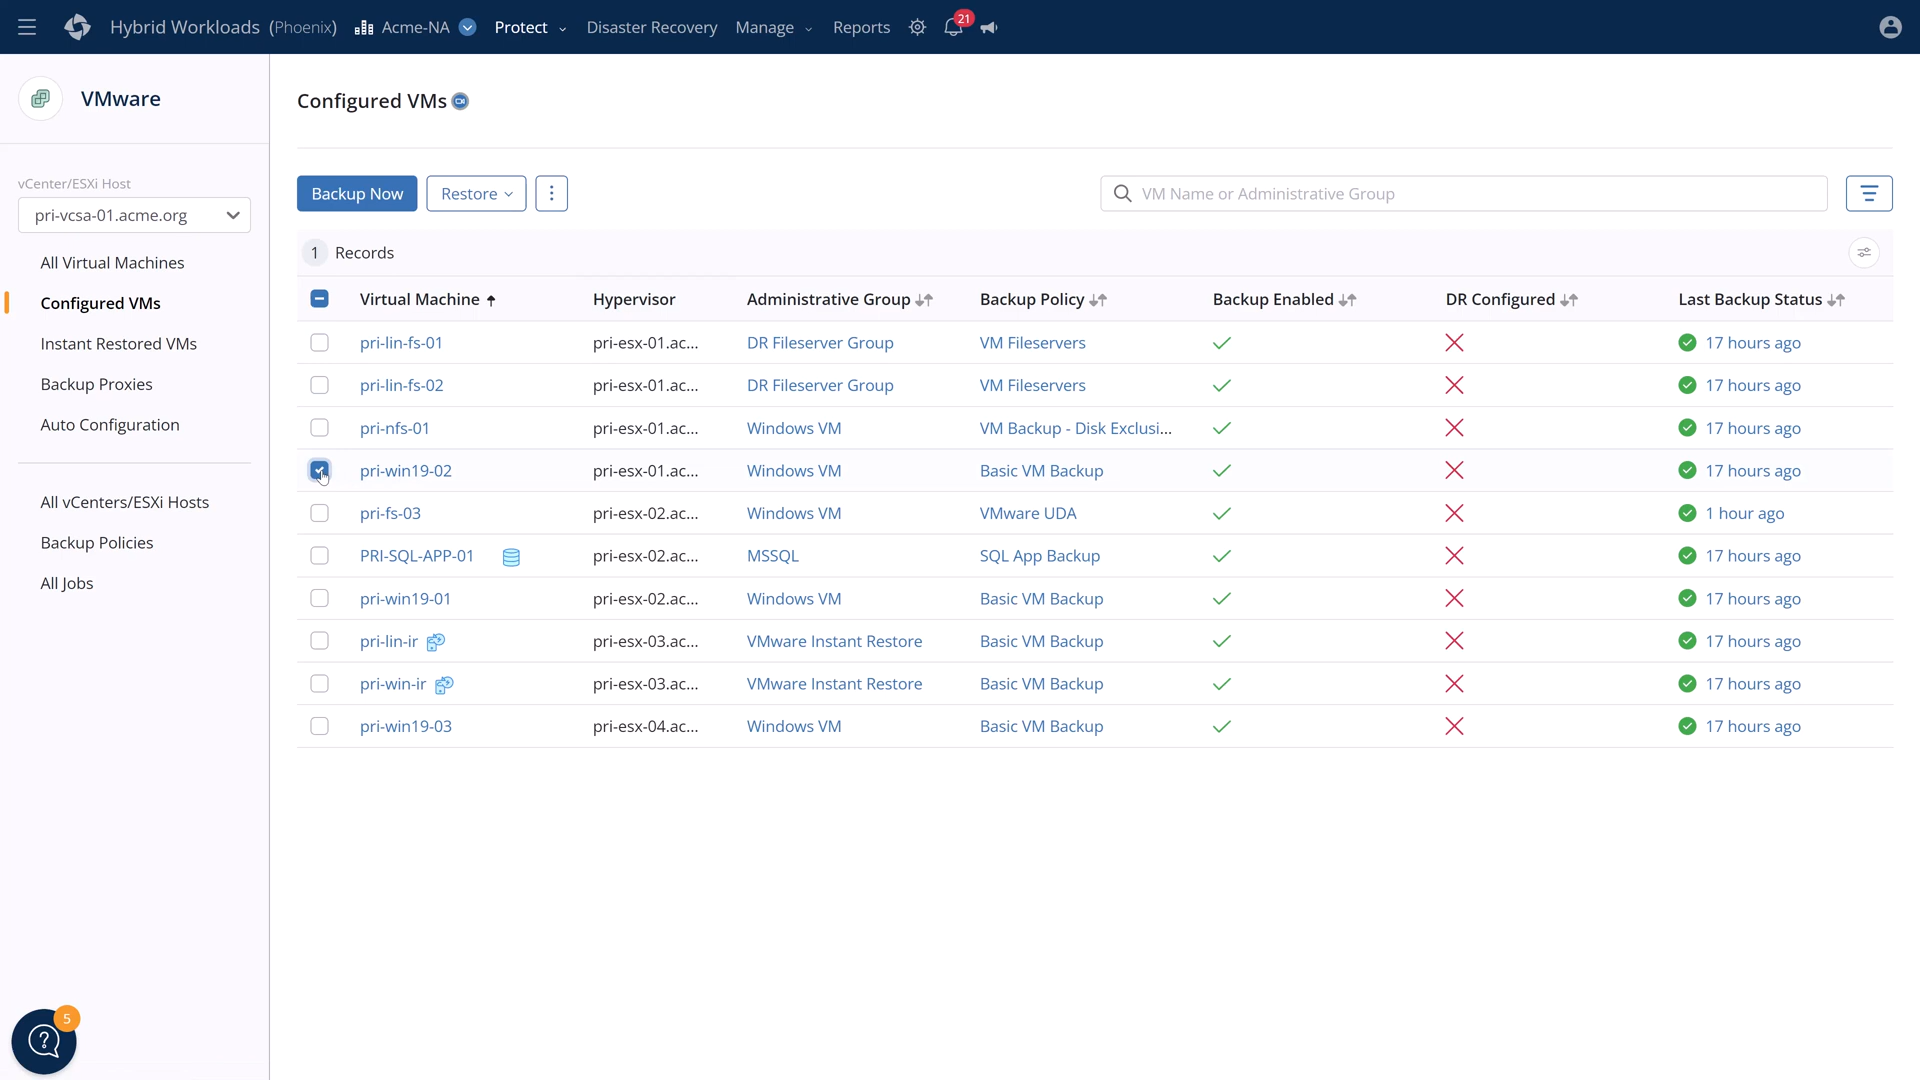 Hybrid Workloads (Phoenix) Acme-NA Protect Disaster Recovery Manage Reports 21
VMware
vCenter/ESXi Host
pri-vcsa-01.acme.org
All Virtual Machines
Configured VMs
Instant Restored VMs
Backup Proxies
Auto Configuration
All vCenters/ESXi Hosts
Backup Policies
All Jobs
5
?
Configured VMs
Backup Now Restore VM Name or Administrative Group
1 Records
Virtual Machine Hypervisor Administrative Group Backup Policy Backup Enabled DR Configured Last Backup Status
pri-lin-fs-01 pri-esx-01.ac... DR Fileserver Group VM Fileservers 17 hours ago
pri-lin-fs-02 pri-esx-01.ac... DR Fileserver Group VM Fileservers 17 hours ago
pri-nfs-01 pri-esx-01.ac... Windows VM VM Backup - Disk Exclusi... 17 hours ago
pri-win19-02 pri-esx-01.ac... Windows VM Basic VM Backup 17 hours ago
pri-fs-03 pri-esx-02.ac... Windows VM VMware UDA 1 hour ago
PRI-SQL-APP-01 pri-esx-02.ac... MSSQL SQL App Backup 17 hours ago
pri-win19-01 pri-esx-02.ac... Windows VM Basic VM Backup 17 hours ago
pri-lin-ir pri-esx-03.ac... VMware Instant Restore Basic VM Backup 17 hours ago
pri-win-ir pri-esx-03.ac... VMware Instant Restore Basic VM Backup 17 hours ago
pri-win19-03 pri-esx-04.ac... Windows VM Basic VM Backup 17 hours ago